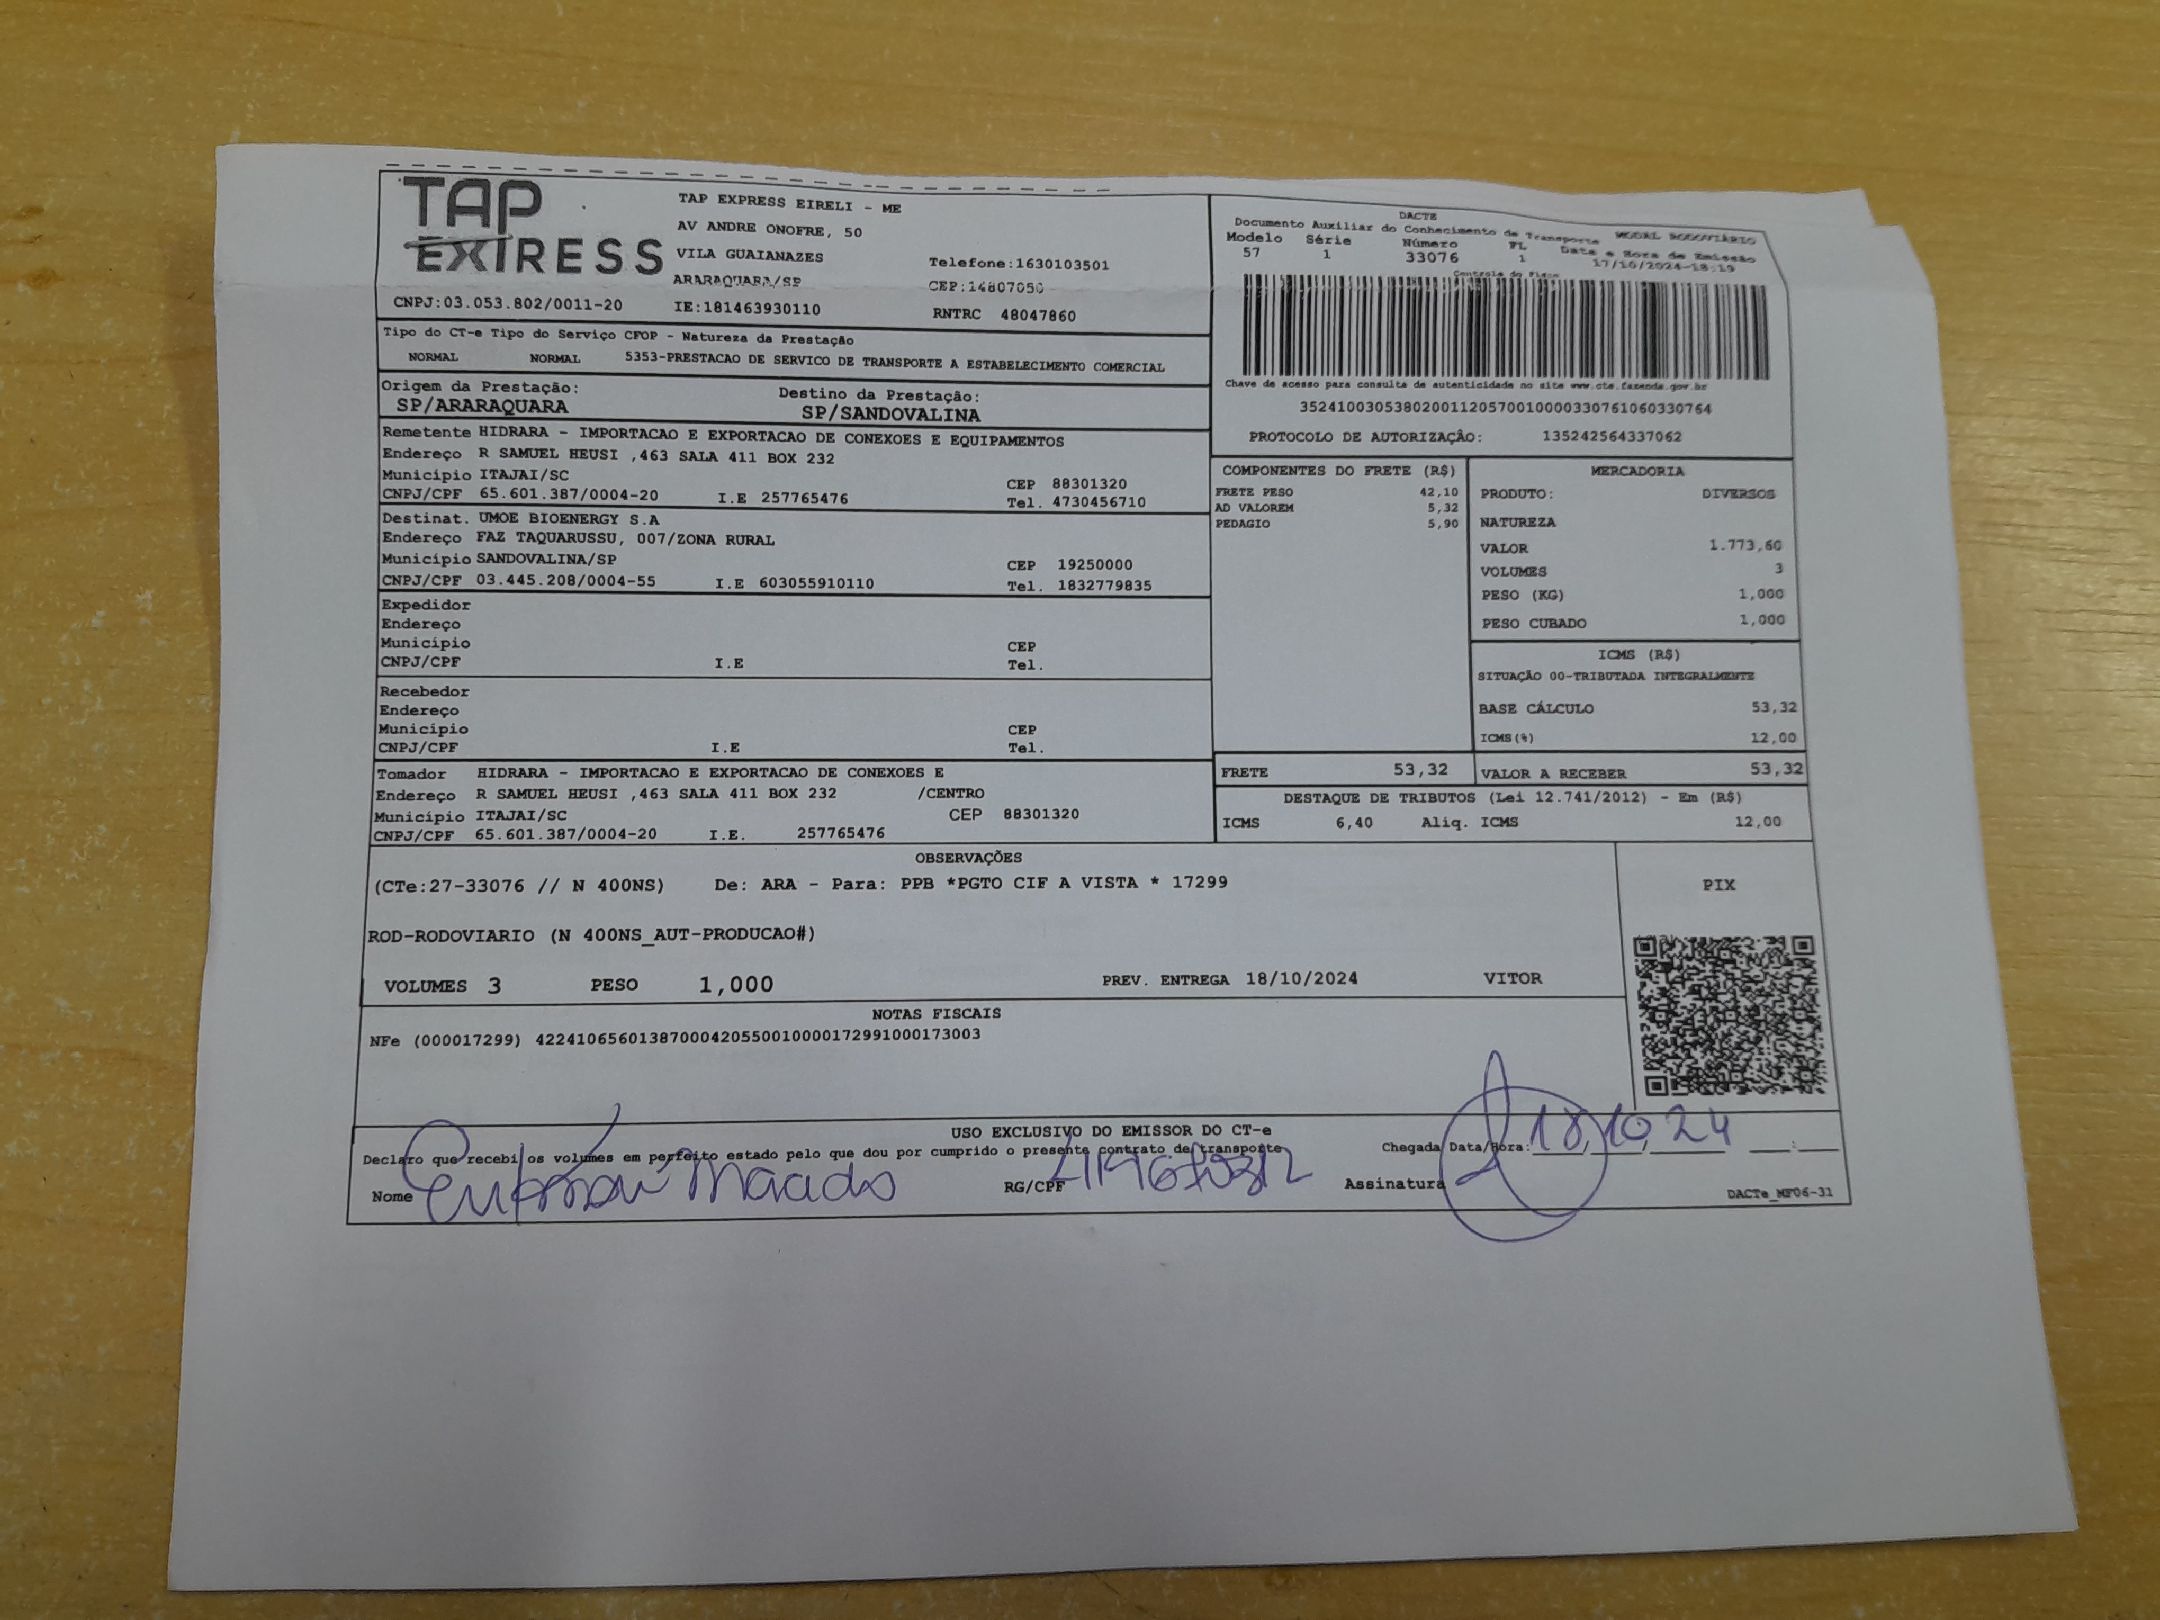 TAP
EXPRESS
TAP EXPRESS EIRELI - ME
AV ANDRE ONOFRE, 50
VILA GUAIANAZES Telefone:1630103501
ARARAQUARA/SP CEP:14807050
CNPJ:03.053.802/0011-20 IE:181463930110 RNTRC 48047860
DACTE
Documento Auxiliar do Conhecimento de Transporte MODAL RODOVIÁRIO
Modelo Série Número FL Data e Hora de Emissão
57 1 33076 1 17/10/2024-18:19
Controle do Fisco
Chave de acesso para consulta de autenticidade no site www.cte.fazenda.gov.br
35241003053802001120570010000330761060330764
PROTOCOLO DE AUTORIZAÇÃO: 135242564337062
Tipo do CT-e Tipo do Serviço CFOP - Natureza da Prestação
NORMAL NORMAL 5353-PRESTACAO DE SERVICO DE TRANSPORTE A ESTABELECIMENTO COMERCIAL
Origem da Prestação: Destino da Prestação:
SP/ARARAQUARA SP/SANDOVALINA
Remetente HIDRARA - IMPORTACAO E EXPORTACAO DE CONEXOES E EQUIPAMENTOS
Endereço R SAMUEL HEUSI ,463 SALA 411 BOX 232
Município ITAJAI/SC CEP 88301320
CNPJ/CPF 65.601.387/0004-20 I.E 257765476 Tel. 4730456710
Destinat. UMOE BIOENERGY S.A
Endereço FAZ TAQUARUSSU, 007/ZONA RURAL
Município SANDOVALINA/SP CEP 19250000
CNPJ/CPF 03.445.208/0004-55 I.E 603055910110 Tel. 1832779835
Expedidor
Endereço
Município CEP
CNPJ/CPF I.E Tel.
Recebedor
Endereço
Município CEP
CNPJ/CPF I.E Tel.
Tomador HIDRARA - IMPORTACAO E EXPORTACAO DE CONEXOES E
Endereço R SAMUEL HEUSI ,463 SALA 411 BOX 232 /CENTRO
Município ITAJAI/SC CEP 88301320
CNPJ/CPF 65.601.387/0004-20 I.E. 257765476
COMPONENTES DO FRETE (R$)
FRETE PESO 42,10
AD VALOREM 5,32
PEDAGIO 5,90
MERCADORIA
PRODUTO: DIVERSOS
NATUREZA
VALOR 1.773,60
VOLUMES 3
PESO (KG) 1,000
PESO CUBADO 1,000
ICMS (R$)
SITUAÇÃO 00-TRIBUTADA INTEGRALMENTE
BASE CÁLCULO 53,32
ICMS(%) 12,00
FRETE 53,32 VALOR A RECEBER 53,32
DESTAQUE DE TRIBUTOS (Lei 12.741/2012) - Em (R$)
ICMS 6,40 Aliq. ICMS 12,00
OBSERVAÇÕES
(CTe:27-33076 // N 400NS) De: ARA - Para: PPB *PGTO CIF A VISTA * 17299
ROD-RODOVIARIO (N 400NS_AUT-PRODUCAO#)
VOLUMES 3 PESO 1,000 PREV. ENTREGA 18/10/2024 VITOR
PIX
NOTAS FISCAIS
NFe (000017299) 42241065601387000420550010000172991000173003
USO EXCLUSIVO DO EMISSOR DO CT-e
Declaro que recebi os volumes em perfeito estado pelo que dou por cumprido o presente contrato de transporte
Chegada Data/Hora: 18/10/24 __:__
Nome Macedo RG/CPF Assinatura
DACTe_MF06-31